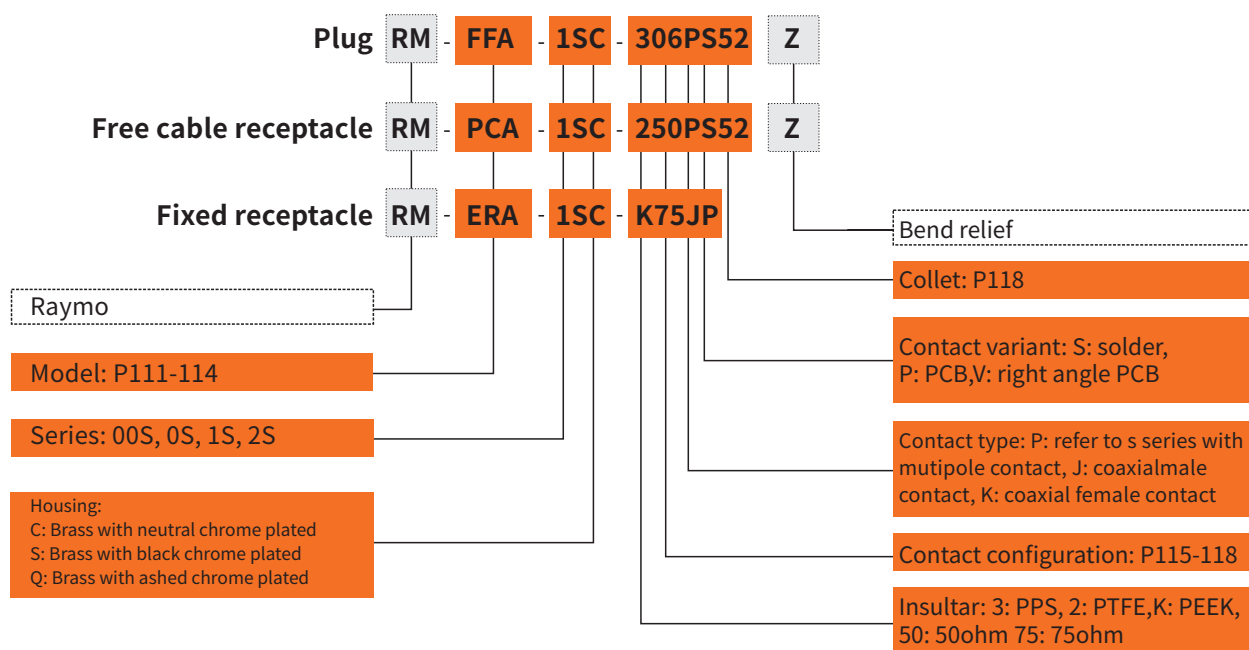 Plug RM - FFA - 1SC - 306PS52 Z
Free cable receptacle RM - PCA - 1SC - 250PS52 Z
Fixed receptacle RM - ERA - 1SC - K75JP
Raymo
Model: P111-114
Series: 00S, 0S, 1S, 2S
Housing:
C: Brass with neutral chrome plated
S: Brass with black chrome plated
Q: Brass with ashed chrome plated
Bend relief
Collet: P118
Contact variant: S: solder,
P: PCB,V: right angle PCB
Contact type: P: refer to s series with
mutipole contact, J: coaxialmale
contact, K: coaxial female contact
Contact configuration: P115-118
Insultar: 3: PPS, 2: PTFE,K: PEEK,
50: 50ohm 75: 75ohm